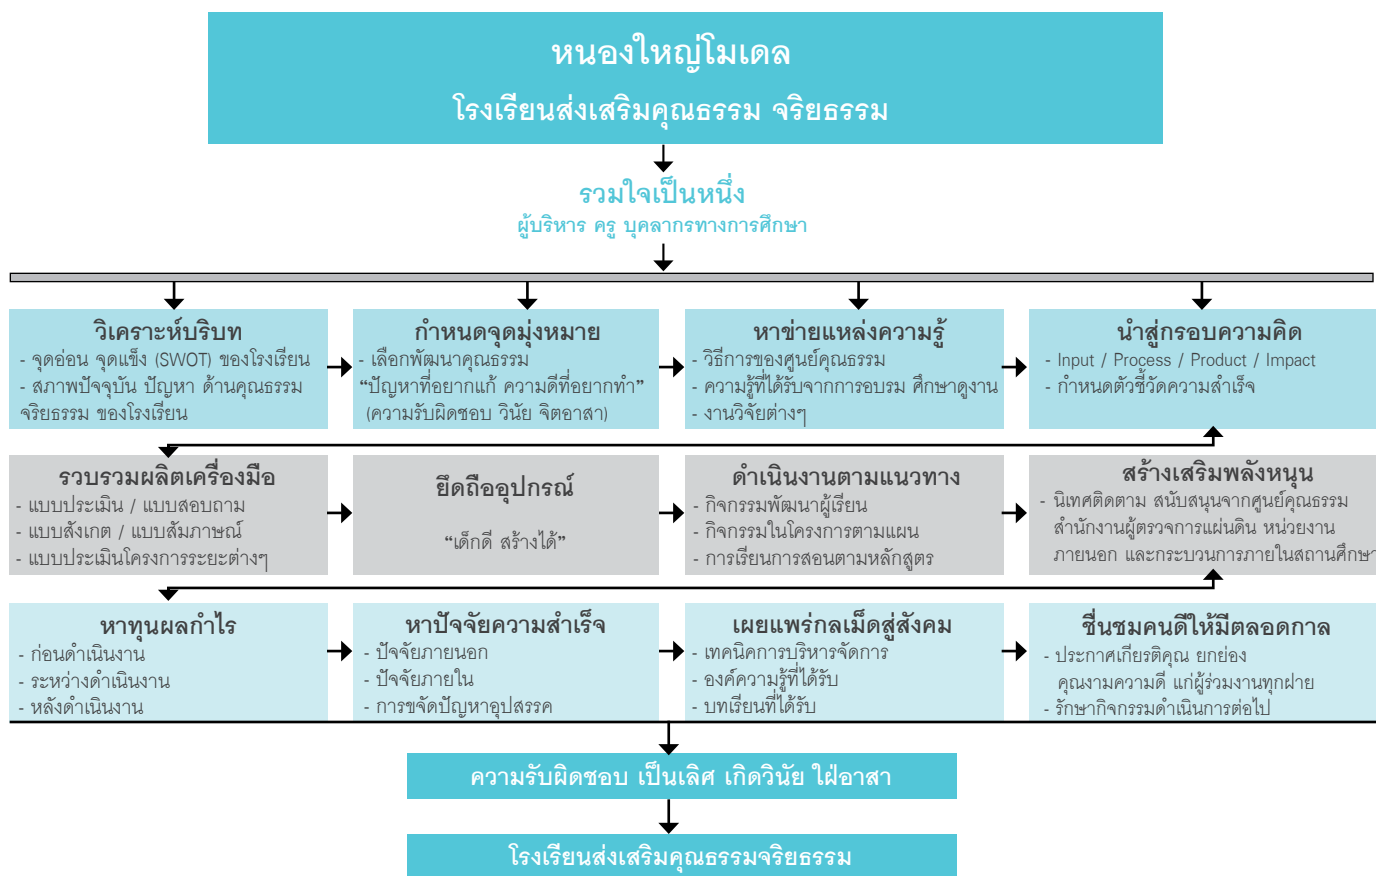 หนองใหญ่โมเดล
โรงเรียนส่งเสริมคุณธรรม จริยธรรม
รวมใจเป็นหนึ่ง
ผู้บริหาร ครู บุคลากรทางการศึกษา
วิเคราะห์บริบท
- จุดอ่อน จุดแข็ง (SWOT) ของโรงเรียน
- สภาพปัจจุบัน ปัญหา ด้านคุณธรรม
จริยธรรม ของโรงเรียน
กำหนดจุดมุ่งหมาย
- เลือกพัฒนาคุณธรรม
“ปัญหาที่อยากแก้ ความดีที่อยากทำ”
(ความรับผิดชอบ วินัย จิตอาสา)
หาข่ายแหล่งความรู้
- วิธีการของศูนย์คุณธรรม
- ความรู้ที่ได้รับจากการอบรม ศึกษาดูงาน
- งานวิจัยต่างๆ
นำสู่กรอบความคิด
- Input / Process / Product / Impact
- กำหนดตัวชี้วัดความสำเร็จ
รวบรวมผลิตเครื่องมือ
- แบบประเมิน / แบบสอบถาม
- แบบสังเกต / แบบสัมภาษณ์
- แบบประเมินโครงการระยะต่างๆ
ยึดถืออุปกรณ์
“เด็กดี สร้างได้”
ดำเนินงานตามแนวทาง
- กิจกรรมพัฒนาผู้เรียน
- กิจกรรมในโครงการตามแผน
- การเรียนการสอนตามหลักสูตร
สร้างเสริมพลังหนุน
- นิเทศติดตาม สนับสนุนจากศูนย์คุณธรรม
สำนักงานผู้ตรวจการแผ่นดิน หน่วยงาน
ภายนอก และกระบวนการภายในสถานศึกษา
หาทุนผลกำไร
- ก่อนดำเนินงาน
- ระหว่างดำเนินงาน
- หลังดำเนินงาน
หาปัจจัยความสำเร็จ
- ปัจจัยภายนอก
- ปัจจัยภายใน
- การขจัดปัญหาอุปสรรค
เผยแพร่กลเม็ดสู่สังคม
- เทคนิคการบริหารจัดการ
- องค์ความรู้ที่ได้รับ
- บทเรียนที่ได้รับ
ชื่นชมคนดีให้มีตลอดกาล
- ประกาศเกียรติคุณ ยกย่อง
คุณงามความดี แก่ผู้ร่วมงานทุกฝ่าย
- รักษากิจกรรมดำเนินการต่อไป
ความรับผิดชอบ เป็นเลิศ เกิดวินัย ใฝ่อาสา
โรงเรียนส่งเสริมคุณธรรมจริยธรรม